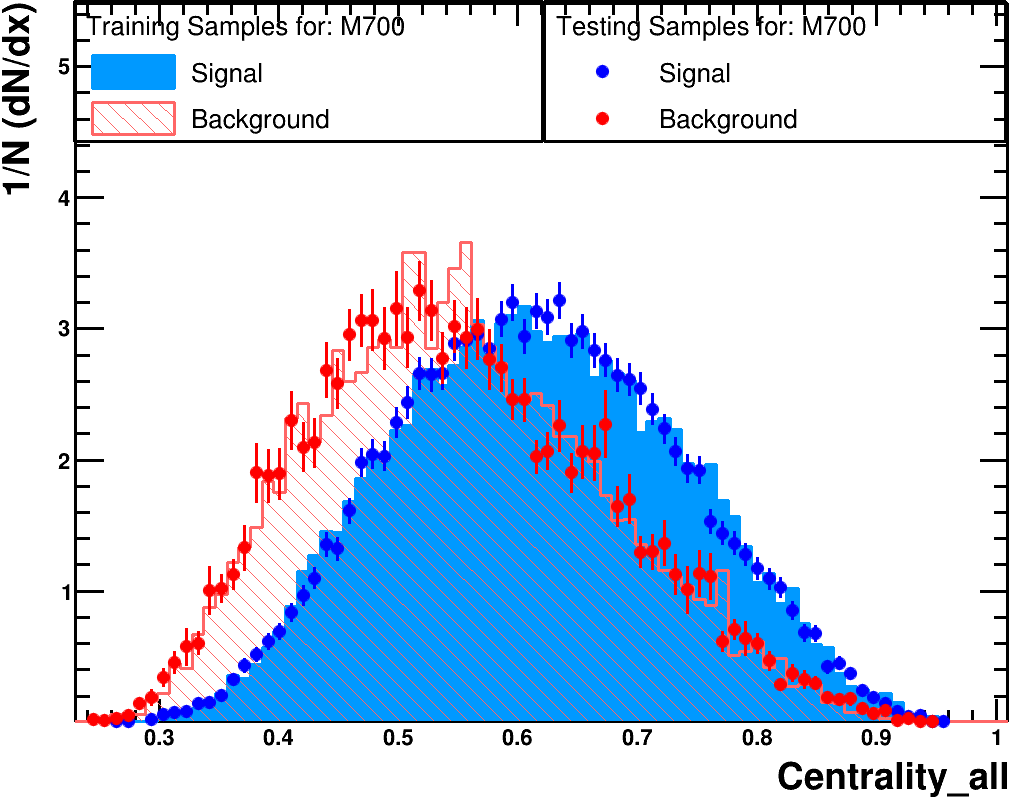 1/N (dN/dx)
Training Samples for: M700
Signal
Background
Testing Samples for: M700
Signal
Background
5
4
3
2
1
0.3 0.4 0.5 0.6 0.7 0.8 0.9 1
Centrality_all